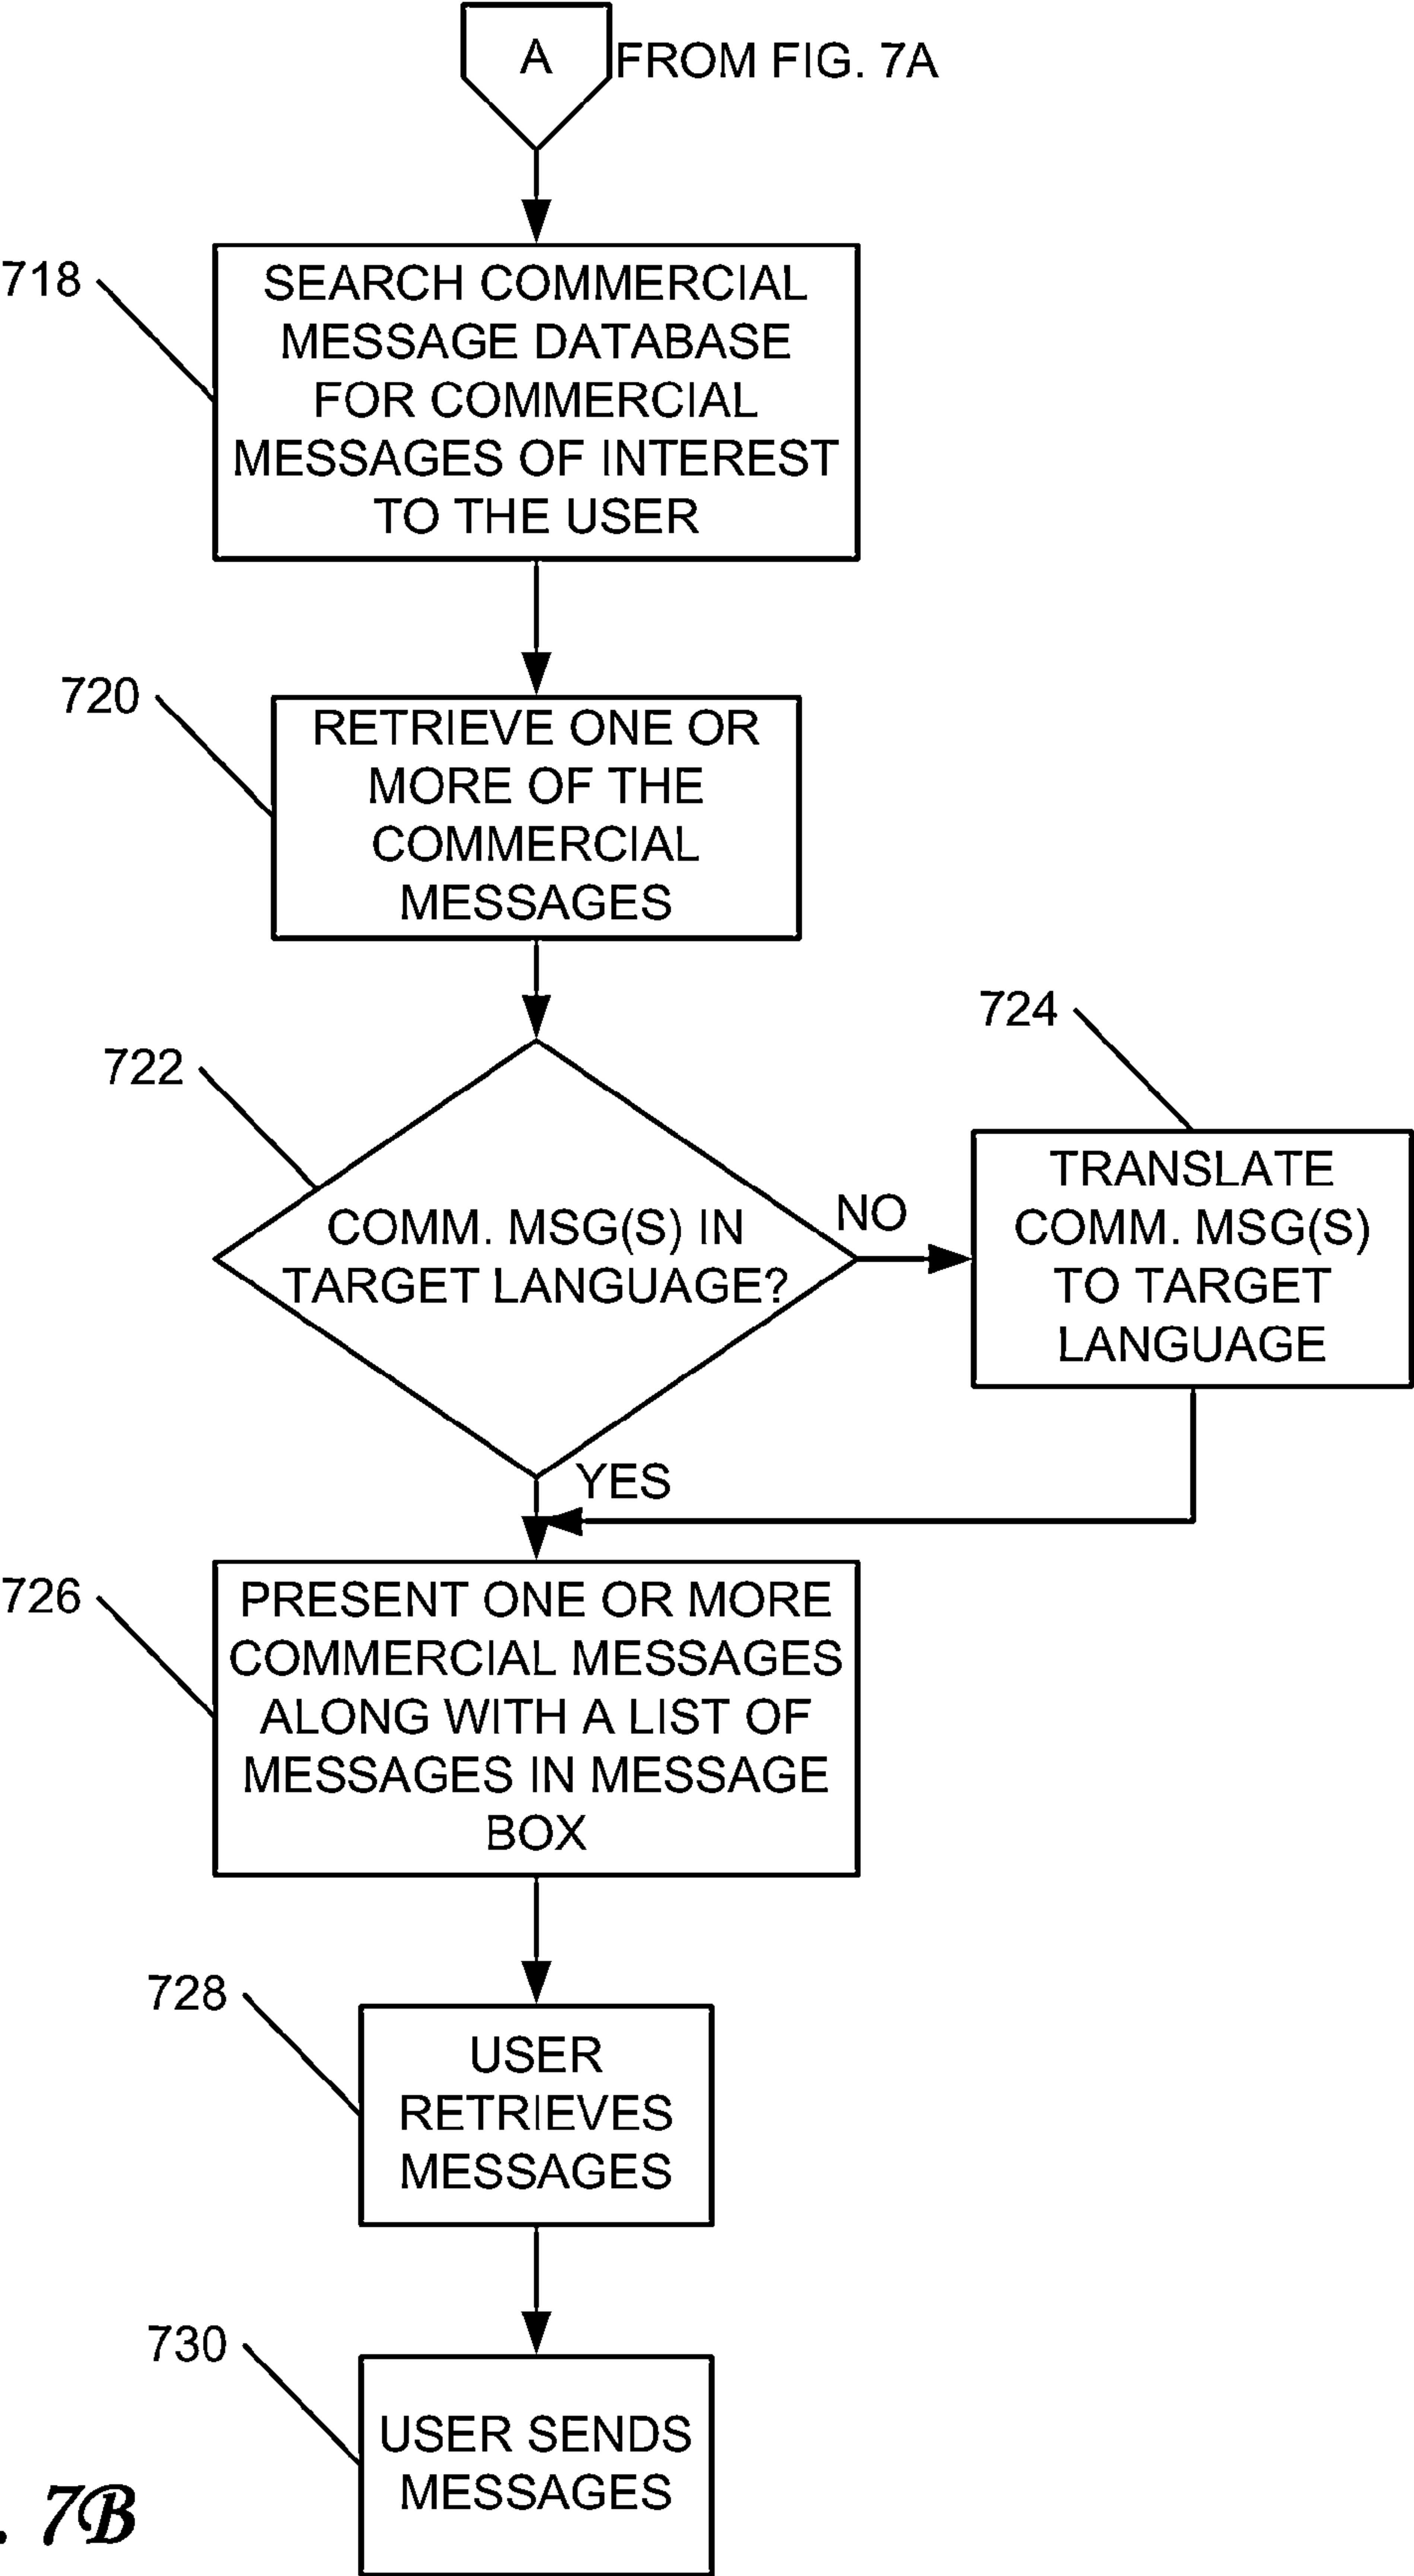 A
FROM FIG. 7A
718
SEARCH COMMERCIAL
MESSAGE DATABASE
FOR COMMERCIAL
MESSAGES OF INTEREST
TO THE USER
720
RETRIEVE ONE OR
MORE OF THE
COMMERCIAL
MESSAGES
722
COMM. MSG(S) IN
TARGET LANGUAGE?
NO
724
TRANSLATE
COMM. MSG(S)
TO TARGET
LANGUAGE
YES
726
PRESENT ONE OR MORE
COMMERCIAL MESSAGES
ALONG WITH A LIST OF
MESSAGES IN MESSAGE
BOX
728
USER
RETRIEVES
MESSAGES
730
USER SENDS
MESSAGES
. 7B